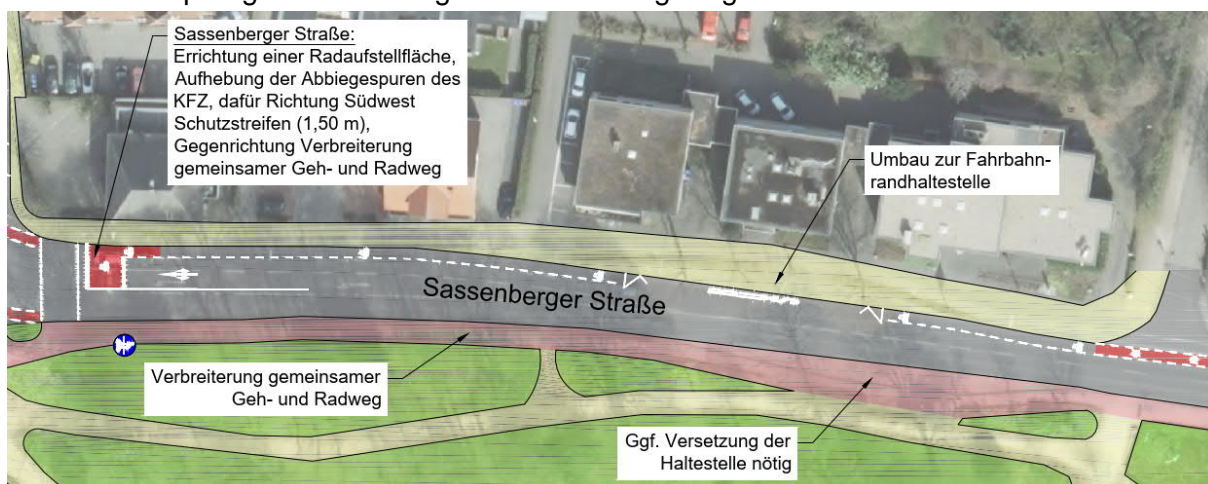 Sassenberger Straße:
Errichtung einer Radaufstellfläche,
Aufhebung der Abbiegespuren des
KFZ, dafür Richtung Südwest
Schutzstreifen (1,50 m),
Gegenrichtung Verbreiterung
gemeinsamer Geh- und Radweg
Umbau zur Fahrbahn-
randhaltestelle
Sassenberger Straße
Verbreiterung gemeinsamer
Geh- und Radweg
Ggf. Versetzung der
Haltestelle nötig